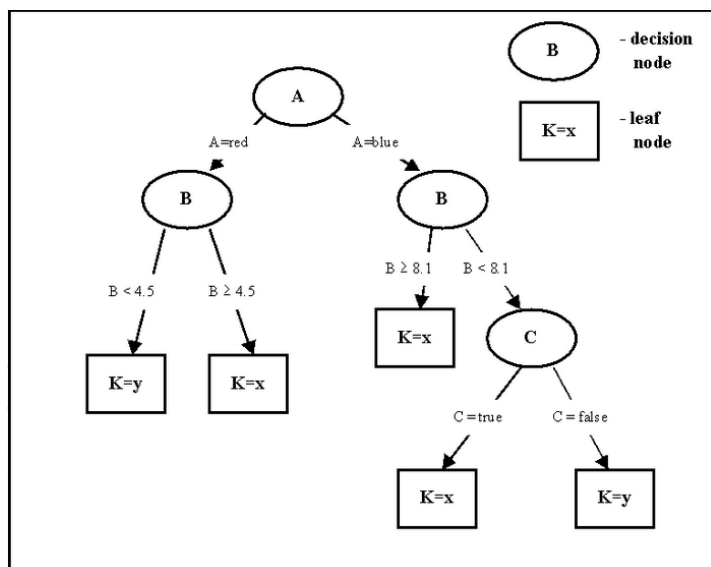 B
- decision
node
K=x
- leaf
node
A
A=red
A=blue
B
B
B < 4.5
B ≥ 4.5
B ≥ 8.1
B < 8.1
K=y
K=x
K=x
C
C=true
C=false
K=x
K=y